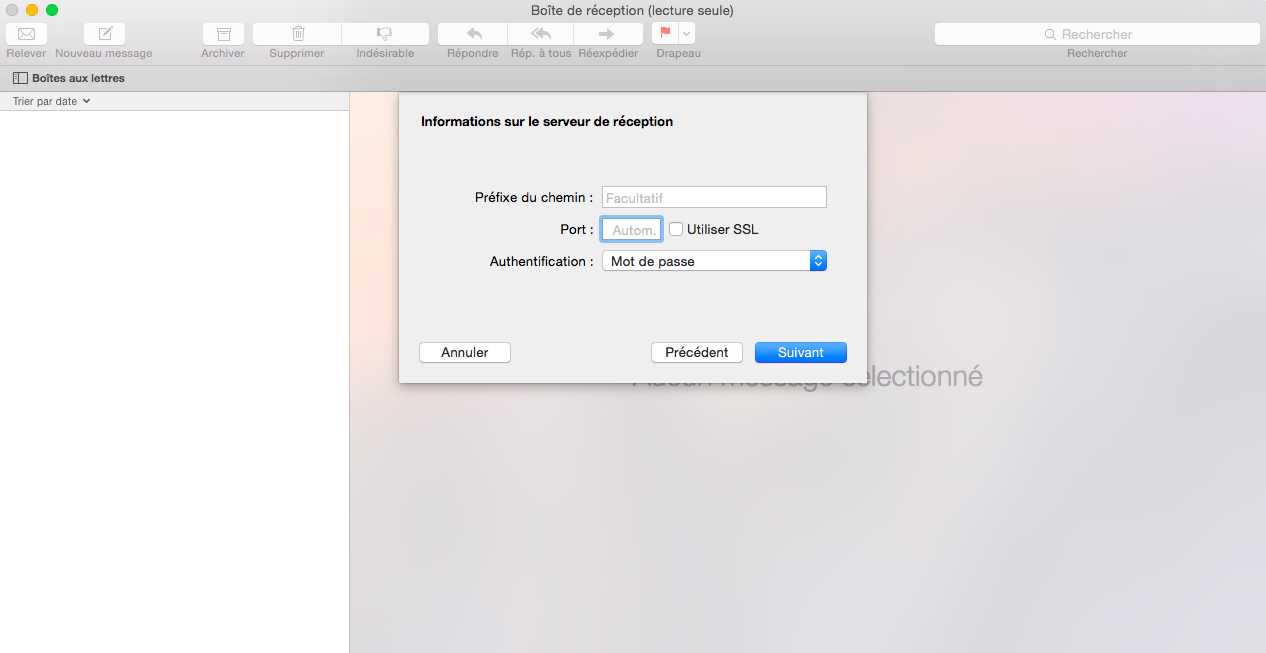 Boîte de réception (lecture seule)
Relever Nouveau message Archiver Supprimer Indésirable Répondre Rép. à tous Réexpédier Drapeau
Rechercher
Rechercher
Boîtes aux lettres
Trier par date
Informations sur le serveur de réception
Préfixe du chemin : Facultatif
Port : Autom. Utiliser SSL
Authentification : Mot de passe
Annuler Précédent Suivant
Aucun message sélectionné